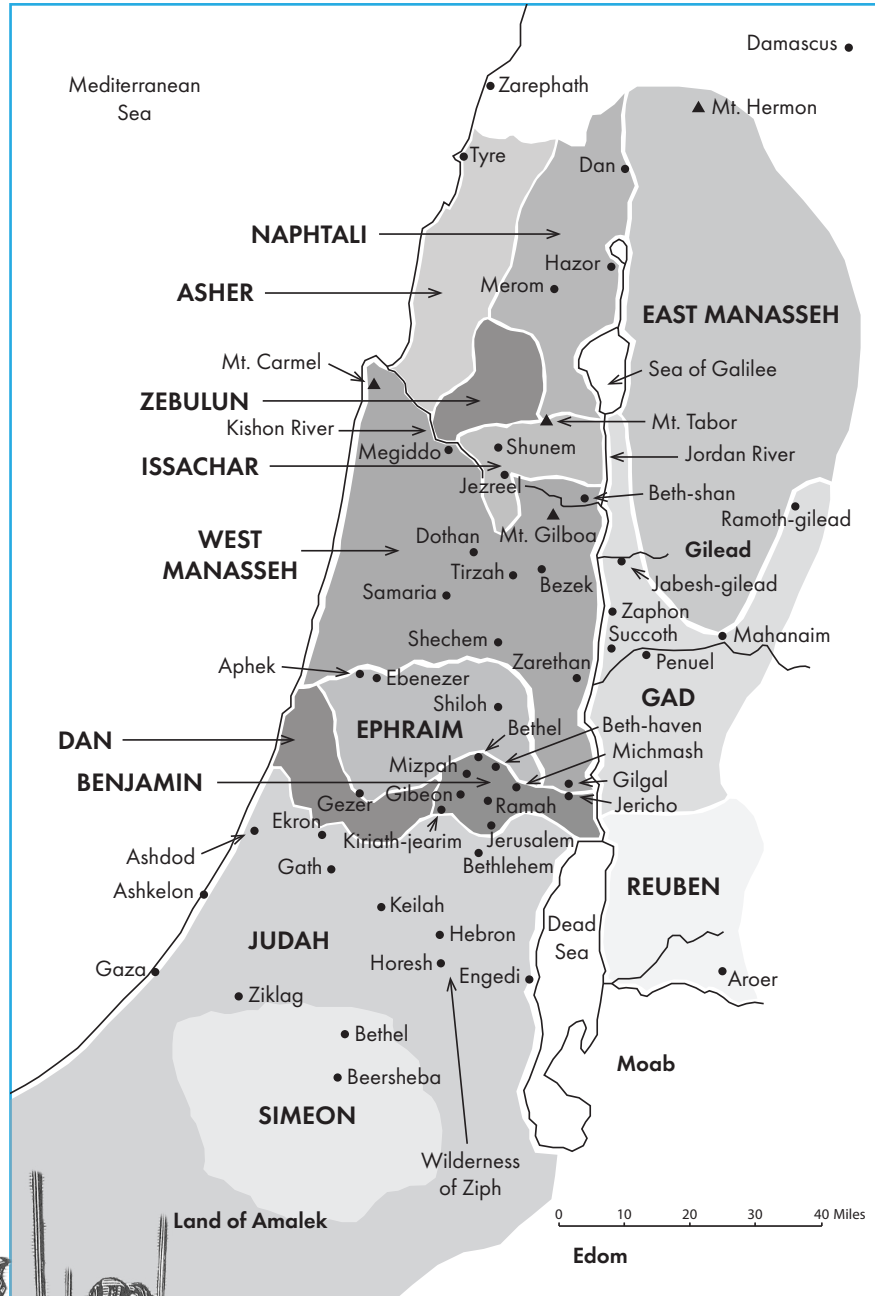 Damascus
Mediterranean
Sea
Zarephath
Mt. Hermon
Tyre
Dan
NAPHTALI
Hazor
Merom
ASHER
EAST MANASSEH
Mt. Carmel
Sea of Galilee
ZEBULUN
Kishon River
Mt. Tabor
Megiddo
Shunem
Jordan River
ISSACHAR
Jezreel
Beth-shan
Ramoth-gilead
WEST
MANASSEH
Dothan
Mt. Gilboa
Gilead
Tirzah
Bezek
Jabesh-gilead
Samaria
Zaphon
Succoth
Mahanaim
Shechem
Zarethan
Penuel
Aphek
Ebenezer
GAD
Shiloh
EPHRAIM
Bethel
Beth-haven
DAN
Michmash
Mizpah
BENJAMIN
Gilgal
Gezer
Gibeon
Ramah
Jericho
Ekron
Kiriath-jearim
Jerusalem
Ashdod
Gath
Bethlehem
Ashkelon
REUBEN
Keilah
Dead
Sea
JUDAH
Hebron
Horesh
Gaza
Engedi
Aroer
Ziklag
Bethel
Moab
Beersheba
SIMEON
Wilderness
of Ziph
Land of Amalek
0 10 20 30 40 Miles
Edom